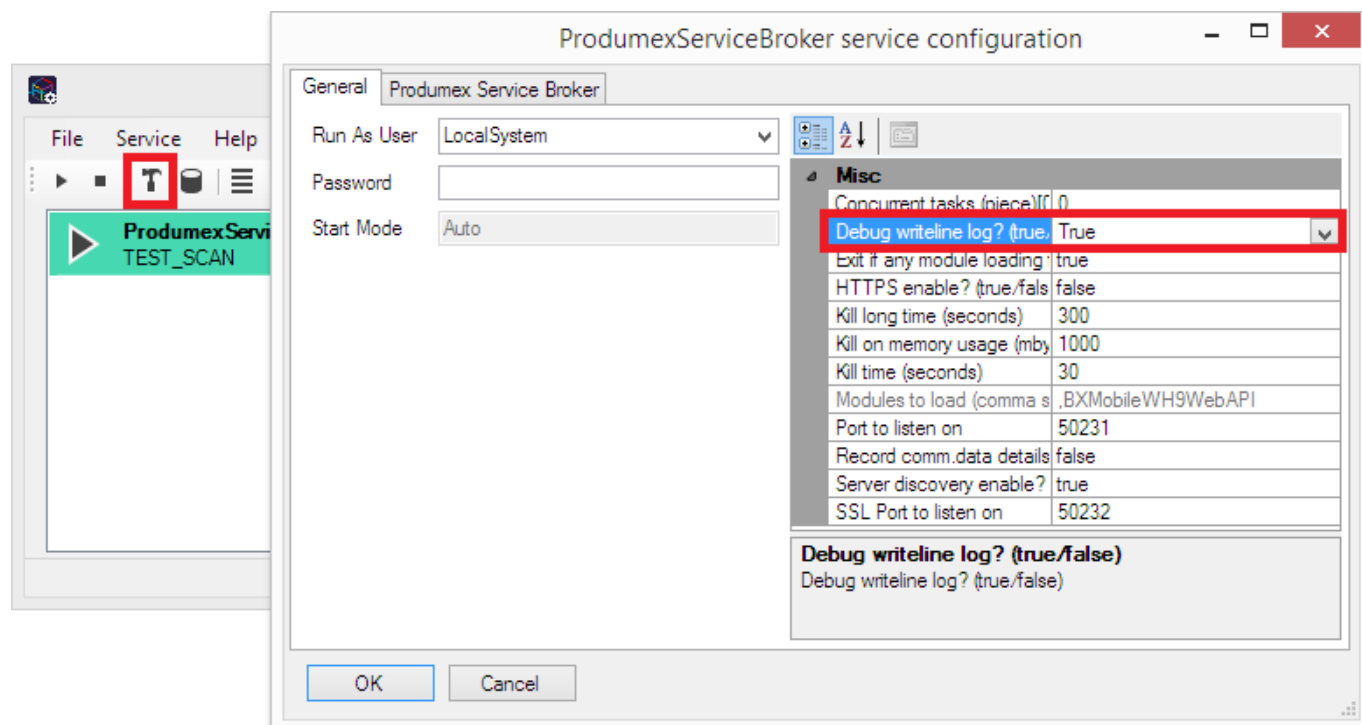 ProdumexServiceBroker service configuration
File Service Help
ProdumexServi
TEST_SCAN
General Produmex Service Broker
Run As User LocalSystem
Password
Start Mode Auto
Misc
Concurrent tasks (piece)[( 0
Debug writeline log? (true, True
Exit if any module loading true
HTTPS enable? (true/fals false
Kill long time (seconds) 300
Kill on memory usage (mby 1000
Kill time (seconds) 30
Modules to load (comma s ,BXMobileWH9WebAPI
Port to listen on 50231
Record comm.data details false
Server discovery enable? true
SSL Port to listen on 50232
Debug writeline log? (true/false)
Debug writeline log? (true/false)
OK Cancel